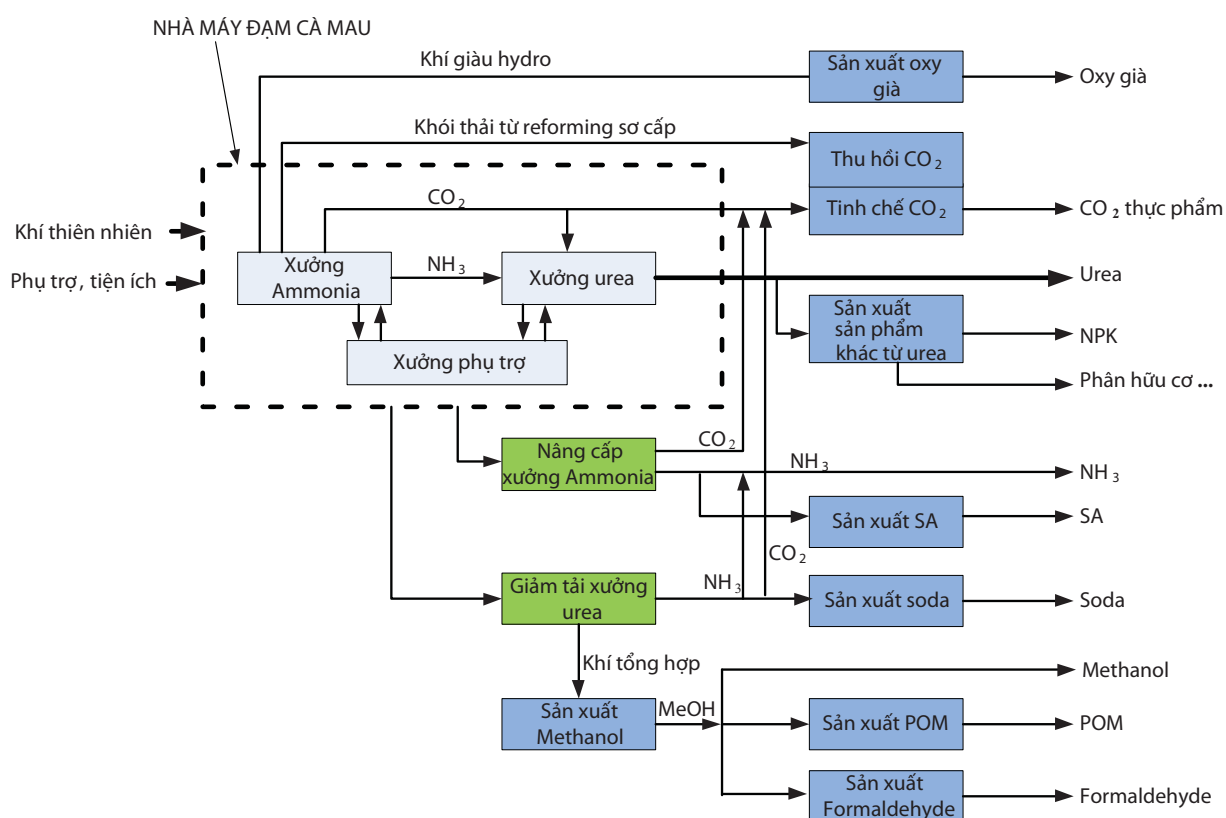 NHÀ MÁY ĐẠM CÀ MAU
Khí giàu hydro
Sản xuất oxy
già
Oxy già
Khói thải từ reforming sơ cấp
Thu hồi CO₂
CO₂
Tinh chế CO₂
CO₂ thực phẩm
Khí thiên nhiên
Phụ trợ, tiện ích
Xưởng
Ammonia
NH₃
Xưởng urea
Urea
Sản xuất
sản phẩm
khác từ urea
NPK
Xưởng phụ trợ
Phân hữu cơ ...
Nâng cấp
xưởng Ammonia
CO₂
NH₃
NH₃
Sản xuất SA
SA
CO₂
Giảm tải xưởng
urea
NH₃
Sản xuất soda
Soda
Khí tổng hợp
Methanol
Sản xuất
Methanol
MeOH
Sản xuất POM
POM
Sản xuất
Formaldehyde
Formaldehyde